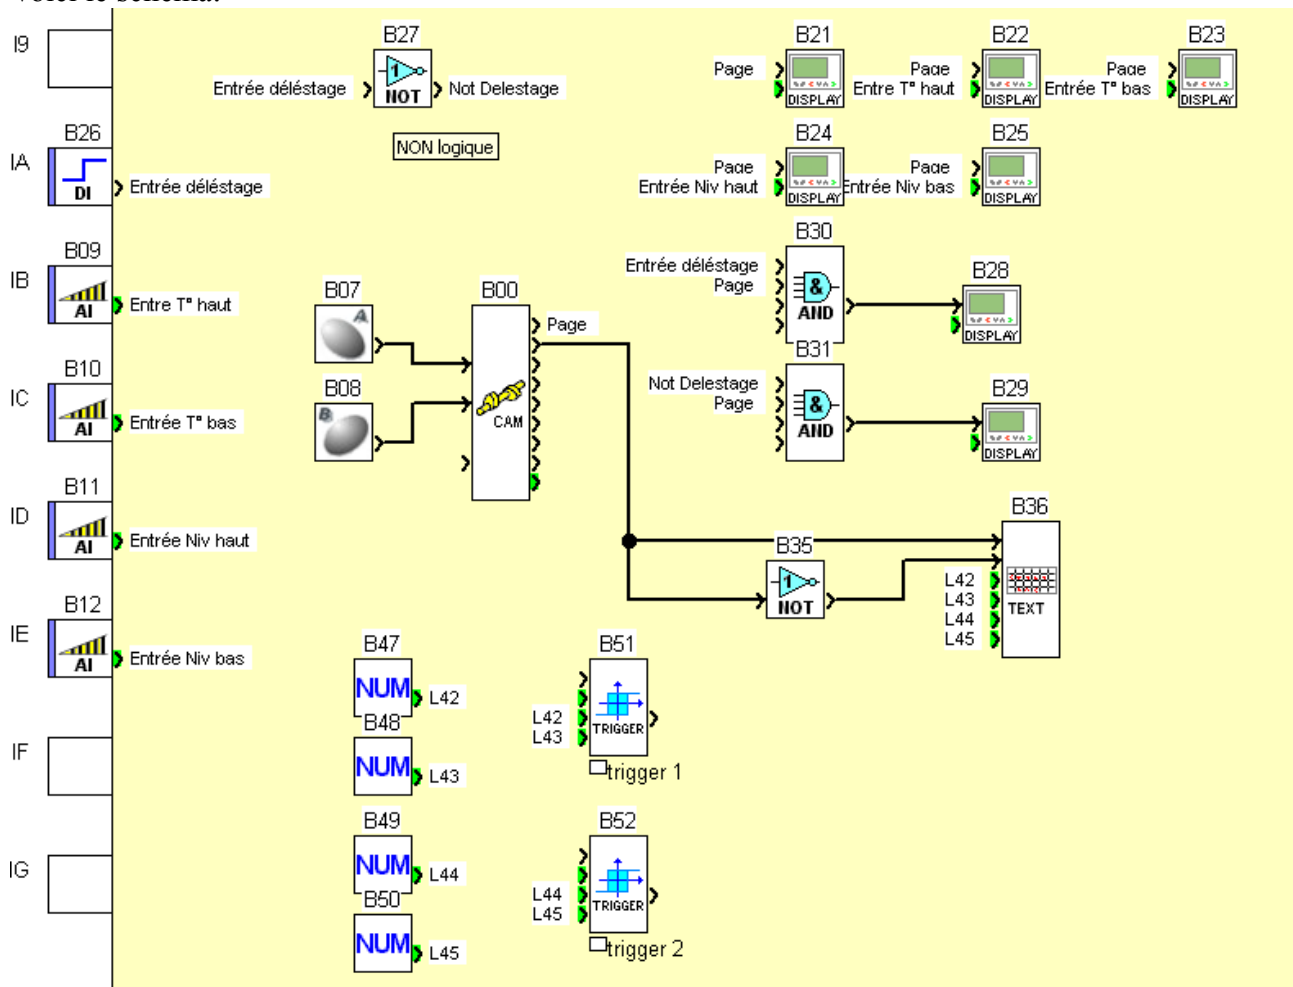 Voici le schéma:
I9
B27
Entrée déléstage
1
NOT
Not Delestage
NON logique
B21
Page
DISPLAY
B22
Page
Entre T° haut
DISPLAY
B23
Page
Entrée T° bas
DISPLAY
B24
Page
Entrée Niv haut
DISPLAY
B25
Page
Entrée Niv bas
DISPLAY
IA
B26
DI
Entrée déléstage
IB
B09
AI
Entre T° haut
IC
B10
AI
Entrée T° bas
ID
B11
AI
Entrée Niv haut
IE
B12
AI
Entrée Niv bas
IF
IG
B07
A
B08
B
B00
CAM
Page
B30
Entrée déléstage
Page
&
AND
B28
DISPLAY
B31
Not Delestage
Page
&
AND
B29
DISPLAY
B35
1
NOT
B36
L42
L43
L44
L45
TEXT
B47
NUM
L42
B48
NUM
L43
B49
NUM
L44
B50
NUM
L45
B51
L42
L43
TRIGGER
trigger 1
B52
L44
L45
TRIGGER
trigger 2